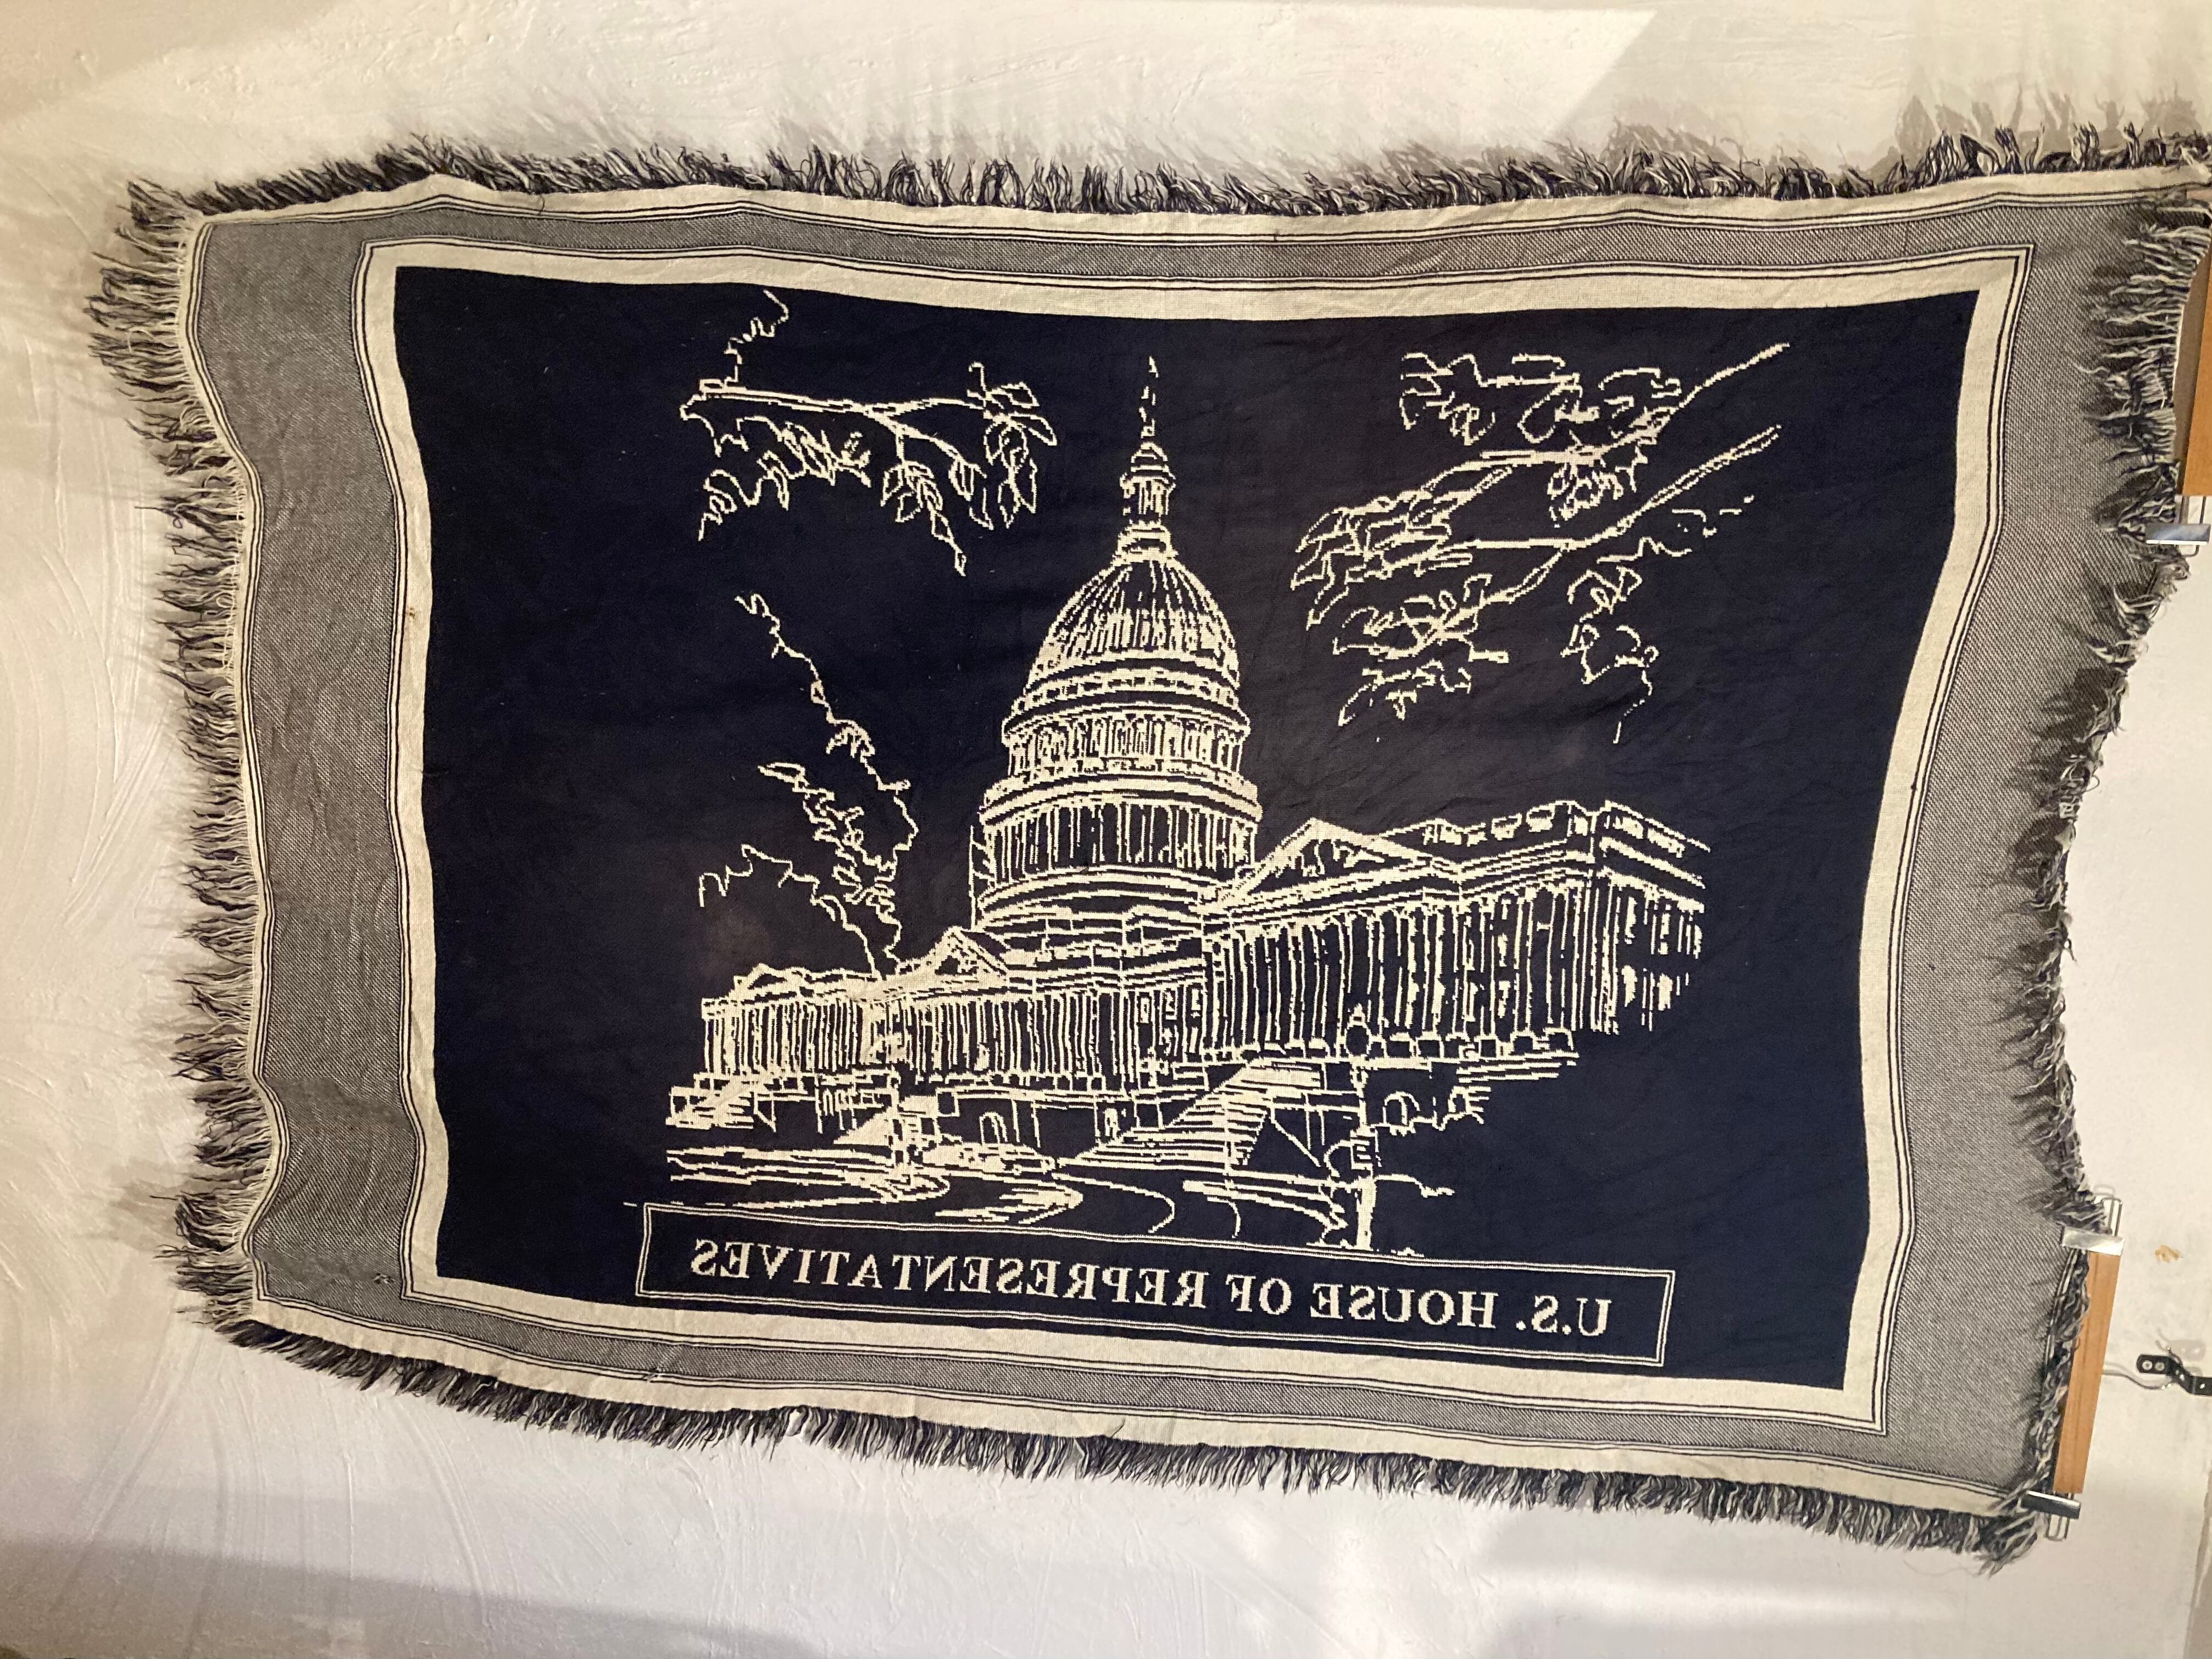 U.S. HOUSE OF REPRESENTATIVES